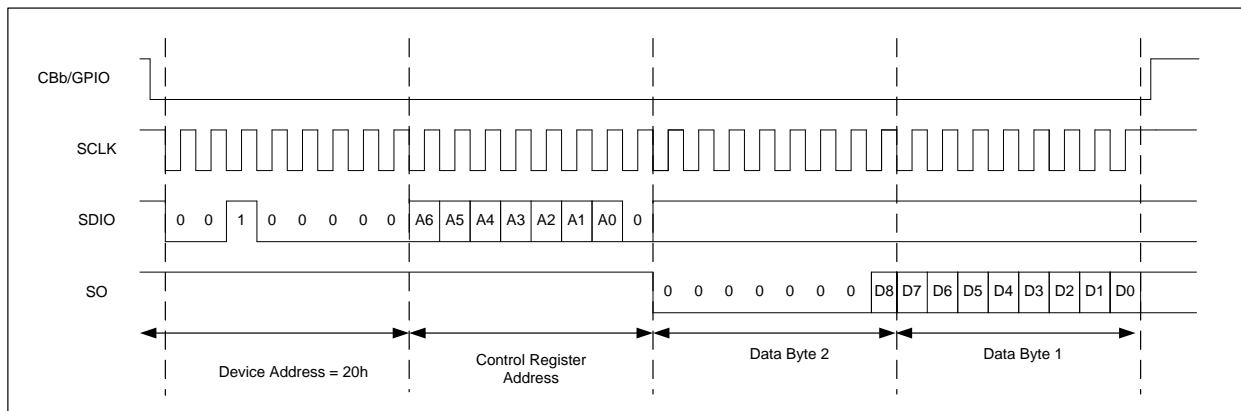 CBb/GPIO
SCLK
SDIO 0 0 1 0 0 0 0 0 A6 A5 A4 A3 A2 A1 A0 0
SO 0 0 0 0 0 0 0 D8 D7 D6 D5 D4 D3 D2 D1 D0
Device Address = 20h
Control Register
Address
Data Byte 2
Data Byte 1